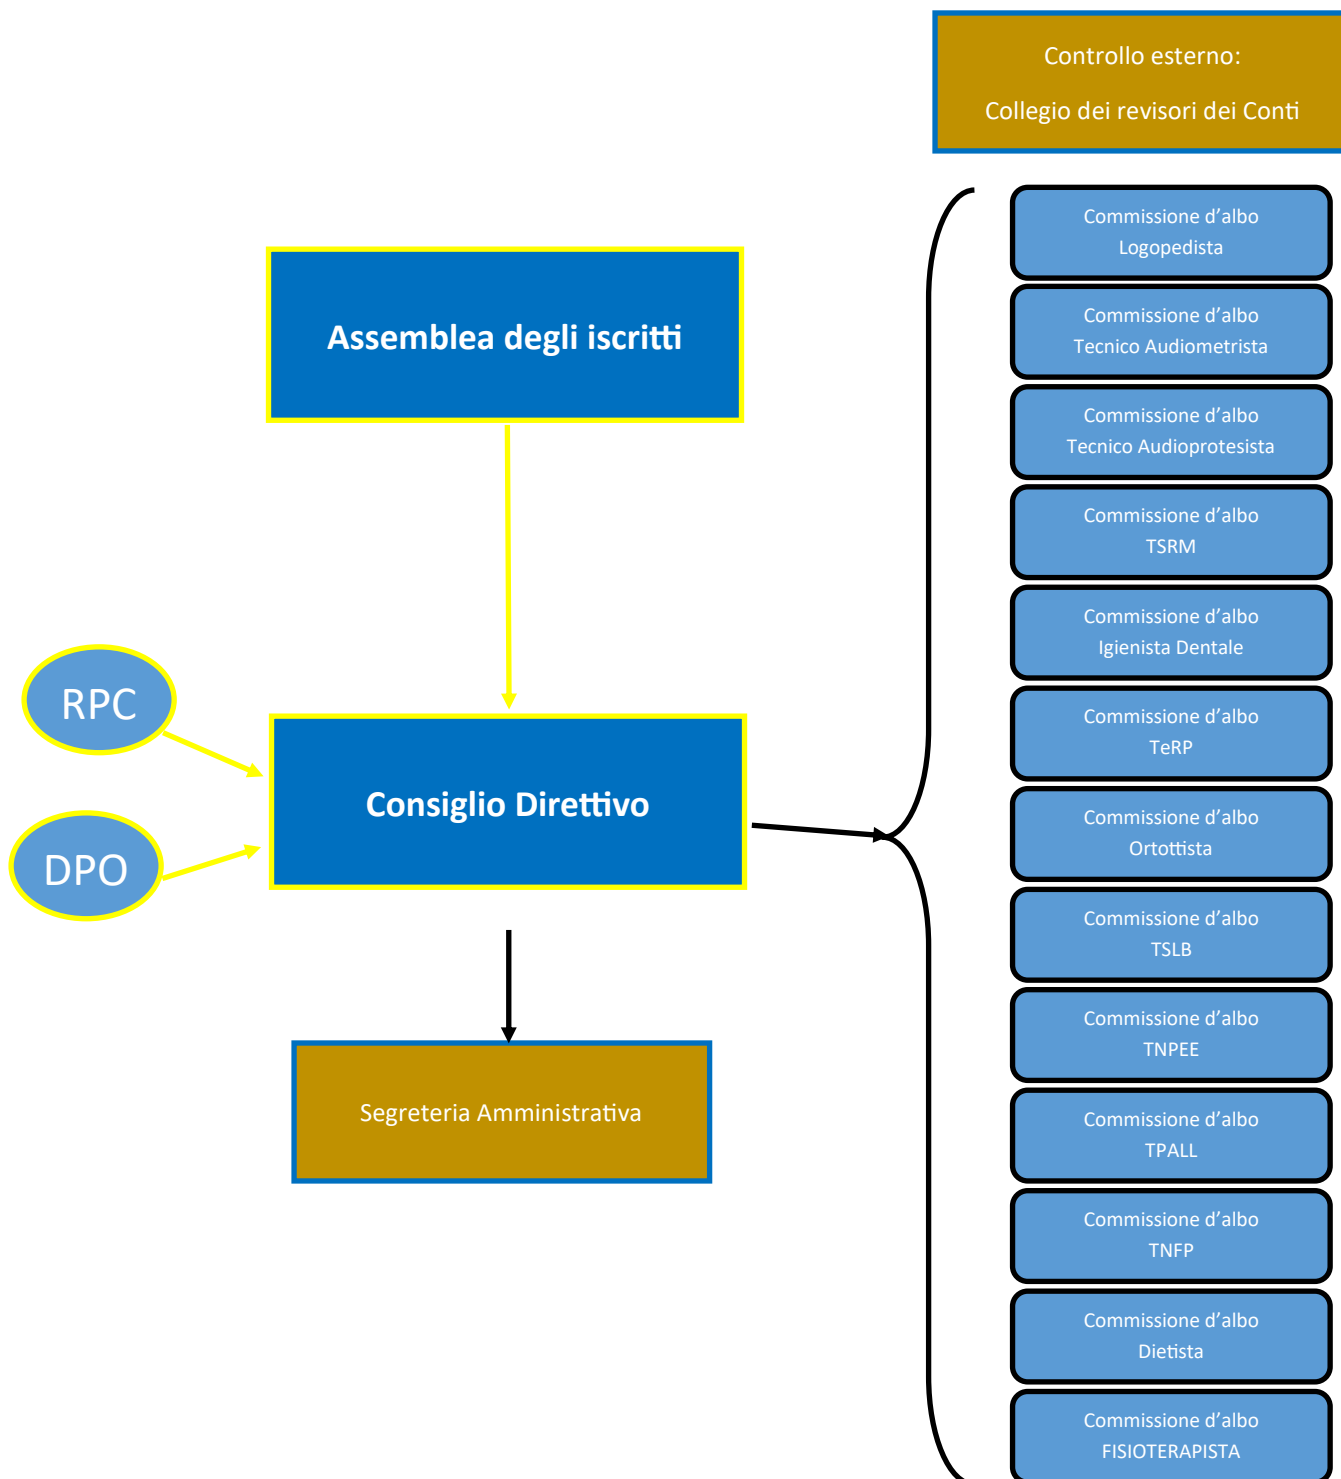 Controllo esterno:
Collegio dei revisori dei Conti
Assemblea degli iscritti
RPC
DPO
Consiglio Direttivo
Segreteria Amministrativa
Commissione d’albo
Logopedista
Commissione d’albo
Tecnico Audiometrista
Commissione d’albo
Tecnico Audioprotesista
Commissione d’albo
TSRM
Commissione d’albo
Igienista Dentale
Commissione d’albo
TeRP
Commissione d’albo
Ortottista
Commissione d’albo
TSLB
Commissione d’albo
TNPEE
Commissione d’albo
TPALL
Commissione d’albo
TNFP
Commissione d’albo
Dietista
Commissione d’albo
FISIOTERAPISTA